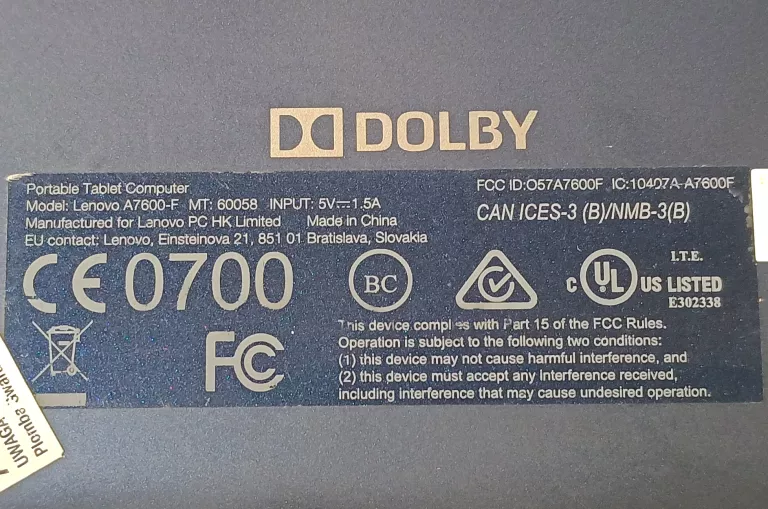 DOLBY
Portable Tablet Computer
Model: Lenovo A7600-F MT: 60058 INPUT: 5V⎓1.5A
Manufactured for Lanovo PC HK Limited Made in China
EU contact: Lenovo, Einsteinova 21, 851 01 Bratislava, Slovakia
FCC ID:O57A7600F IC:10407A-A7600F
CAN ICES-3 (B)/NMB-3(B)
CE0700
BC
I.T.E.
C UL US LISTED
E302338
FC
This device complies with Part 15 of the FCC Rules.
Operation is subject to the following two conditions:
(1) this device may not cause harmful interference, and
(2) this device must accept any interference received,
including interference that may cause undesired operation.
UWAGA
Plomba